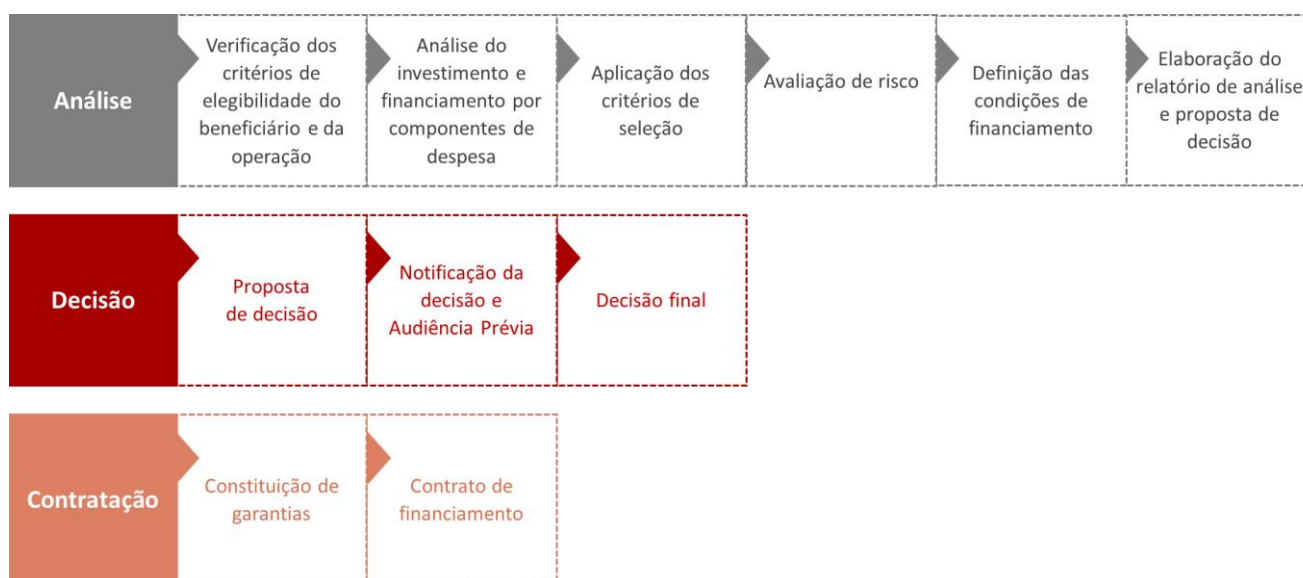 Análise
Verificação dos
critérios de
elegibilidade do
beneficiário e da
operação
Análise do
investimento e
financiamento por
componentes de
despesa
Aplicação dos
critérios de
seleção
Avaliação de risco
Definição das
condições de
financiamento
Elaboração do
relatório de análise
e proposta de
decisão
Decisão
Proposta
de decisão
Notificação da
decisão e
Audiência Prévia
Decisão final
Contratação
Constituição de
garantias
Contrato de
financiamento